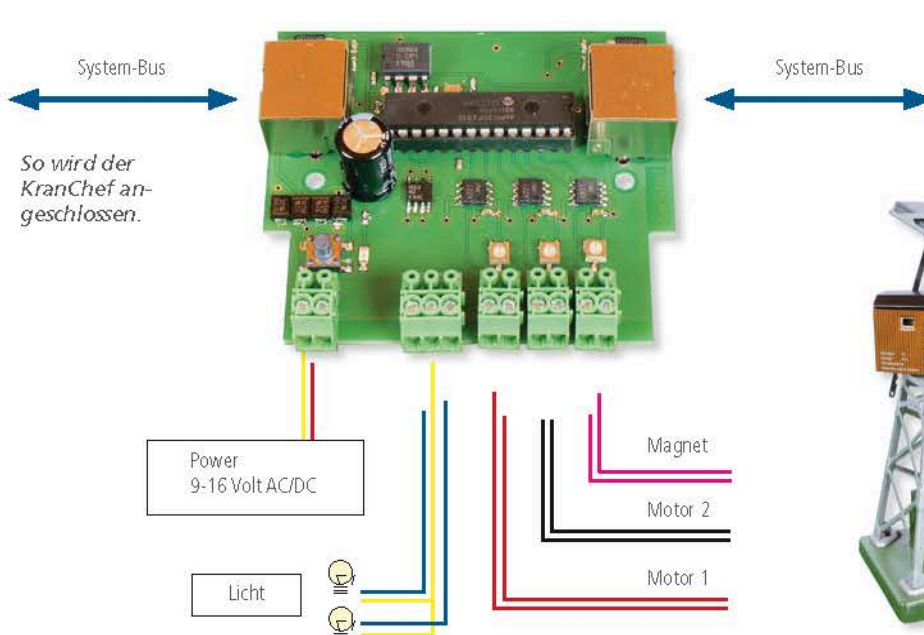 System-Bus
System-Bus
So wird der
KranChef an-
geschlossen.
Power
9-16 Volt AC/DC
Licht
Magnet
Motor 2
Motor 1